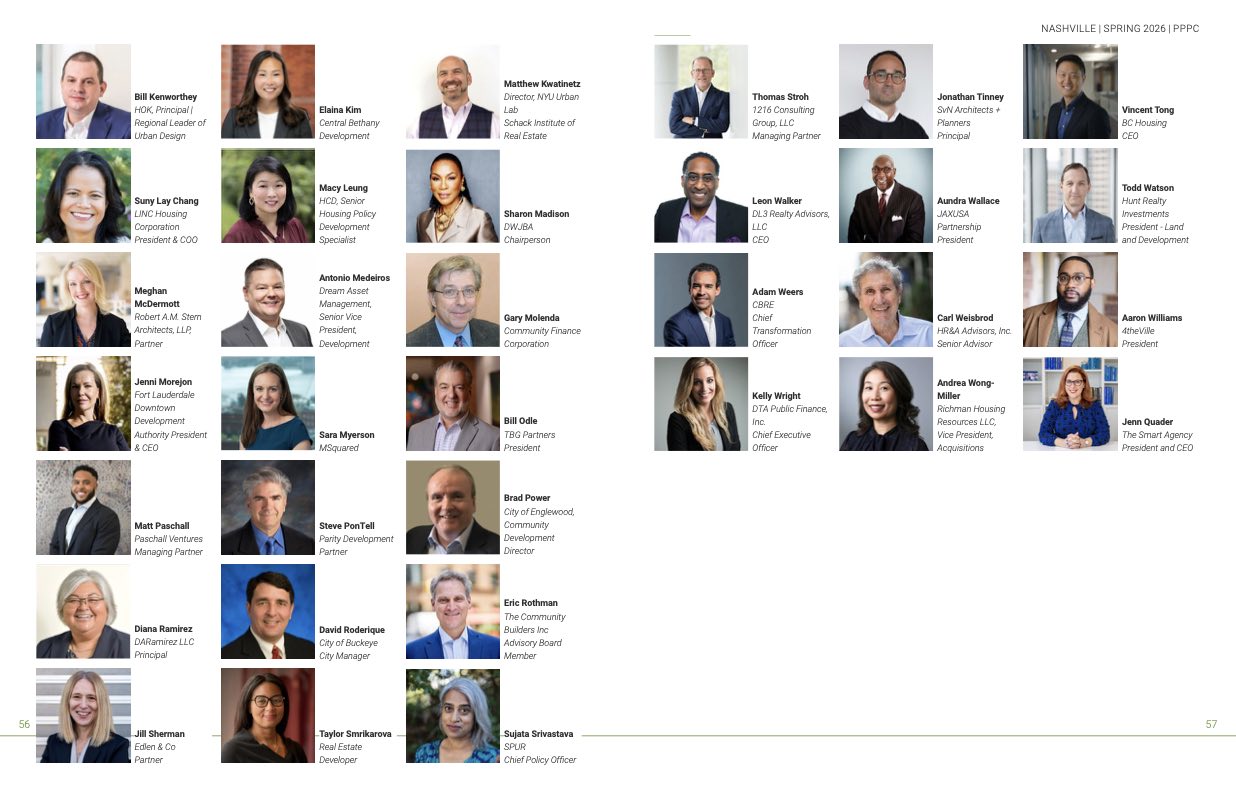 NASHVILLE | SPRING 2026 | PPPC
Bill Kenworthy
HOK, Principal |
Regional Leader of
Urban Design
Elaina Kim
Central Bethany
Development
Matthew Kwatinetz
Director, NYU Urban
Lab
Schack Institute of
Real Estate
Suny Lay Chang
LINC Housing
Corporation
President & COO
Macy Leung
HCD, Senior
Housing Policy
Development
Specialist
Sharon Madison
DWJBA
Chairperson
Meghan
McDermott
Robert A.M. Stern
Architects, LLP,
Partner
Antonio Medeiros
Dream Asset
Management,
Senior Vice
President,
Development
Gary Molenda
Community Finance
Corporation
Jenni Morejon
Fort Lauderdale
Downtown
Development
Authority President
& CEO
Sara Myerson
MSquared
Bill Odle
TBG Partners
President
Matt Paschall
Paschall Ventures
Managing Partner
Steve PonTell
Parity Development
Partner
Brad Power
City of Englewood,
Community
Development
Director
Diana Ramirez
DARamirez LLC
Principal
David Roderique
City of Buckeye
City Manager
Eric Rothman
The Community
Builders Inc
Advisory Board
Member
Jill Sherman
Edlen & Co
Partner
Taylor Smrikarova
Real Estate
Developer
Sujata Srivastava
SPUR
Chief Policy Officer
56
Thomas Stroh
1216 Consulting
Group, LLC
Managing Partner
Jonathan Tinney
SvN Architects +
Planners
Principal
Vincent Tong
BC Housing
CEO
Leon Walker
DL3 Realty Advisors,
LLC
CEO
Aundra Wallace
JAXUSA
Partnership
President
Todd Watson
Hunt Realty
Investments
President - Land
and Development
Adam Weers
CBRE
Chief
Transformation
Officer
Carl Weisbrod
HR&A Advisors, Inc.
Senior Advisor
Aaron Williams
4theVille
President
Kelly Wright
DTA Public Finance,
Inc.
Chief Executive
Officer
Andrea Wong-
Miller
Richman Housing
Resources LLC,
Vice President,
Acquisitions
Jenn Quader
The Smart Agency
President and CEO
57